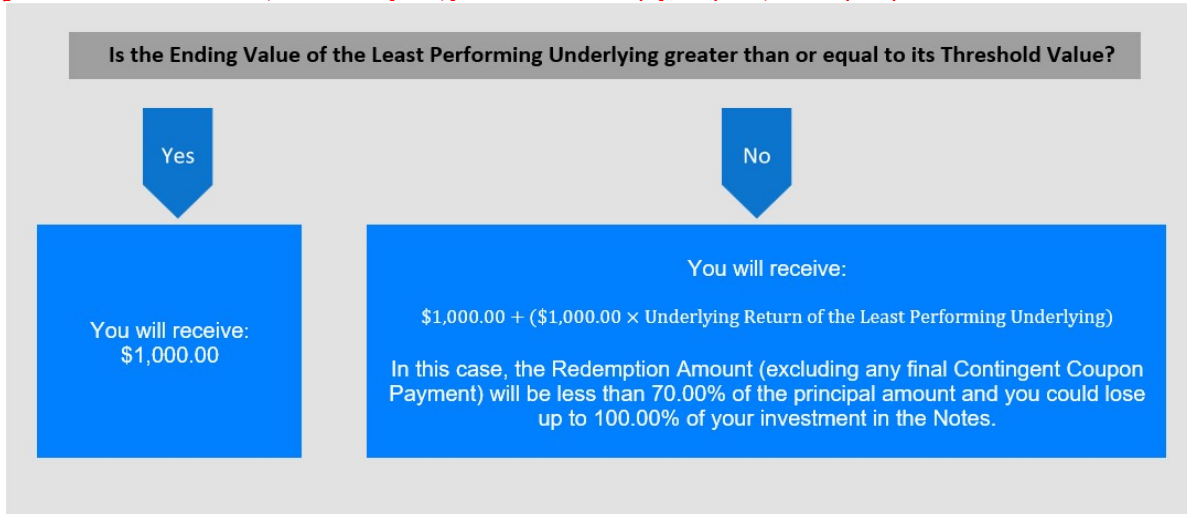 Is the Ending Value of the Least Performing Underlying greater than or equal to its Threshold Value?
Yes
No
You will receive:
$1,000.00
You will receive:
$1,000.00 + ($1,000.00 × Underlying Return of the Least Performing Underlying)
In this case, the Redemption Amount (excluding any final Contingent Coupon
Payment) will be less than 70.00% of the principal amount and you could lose
up to 100.00% of your investment in the Notes.